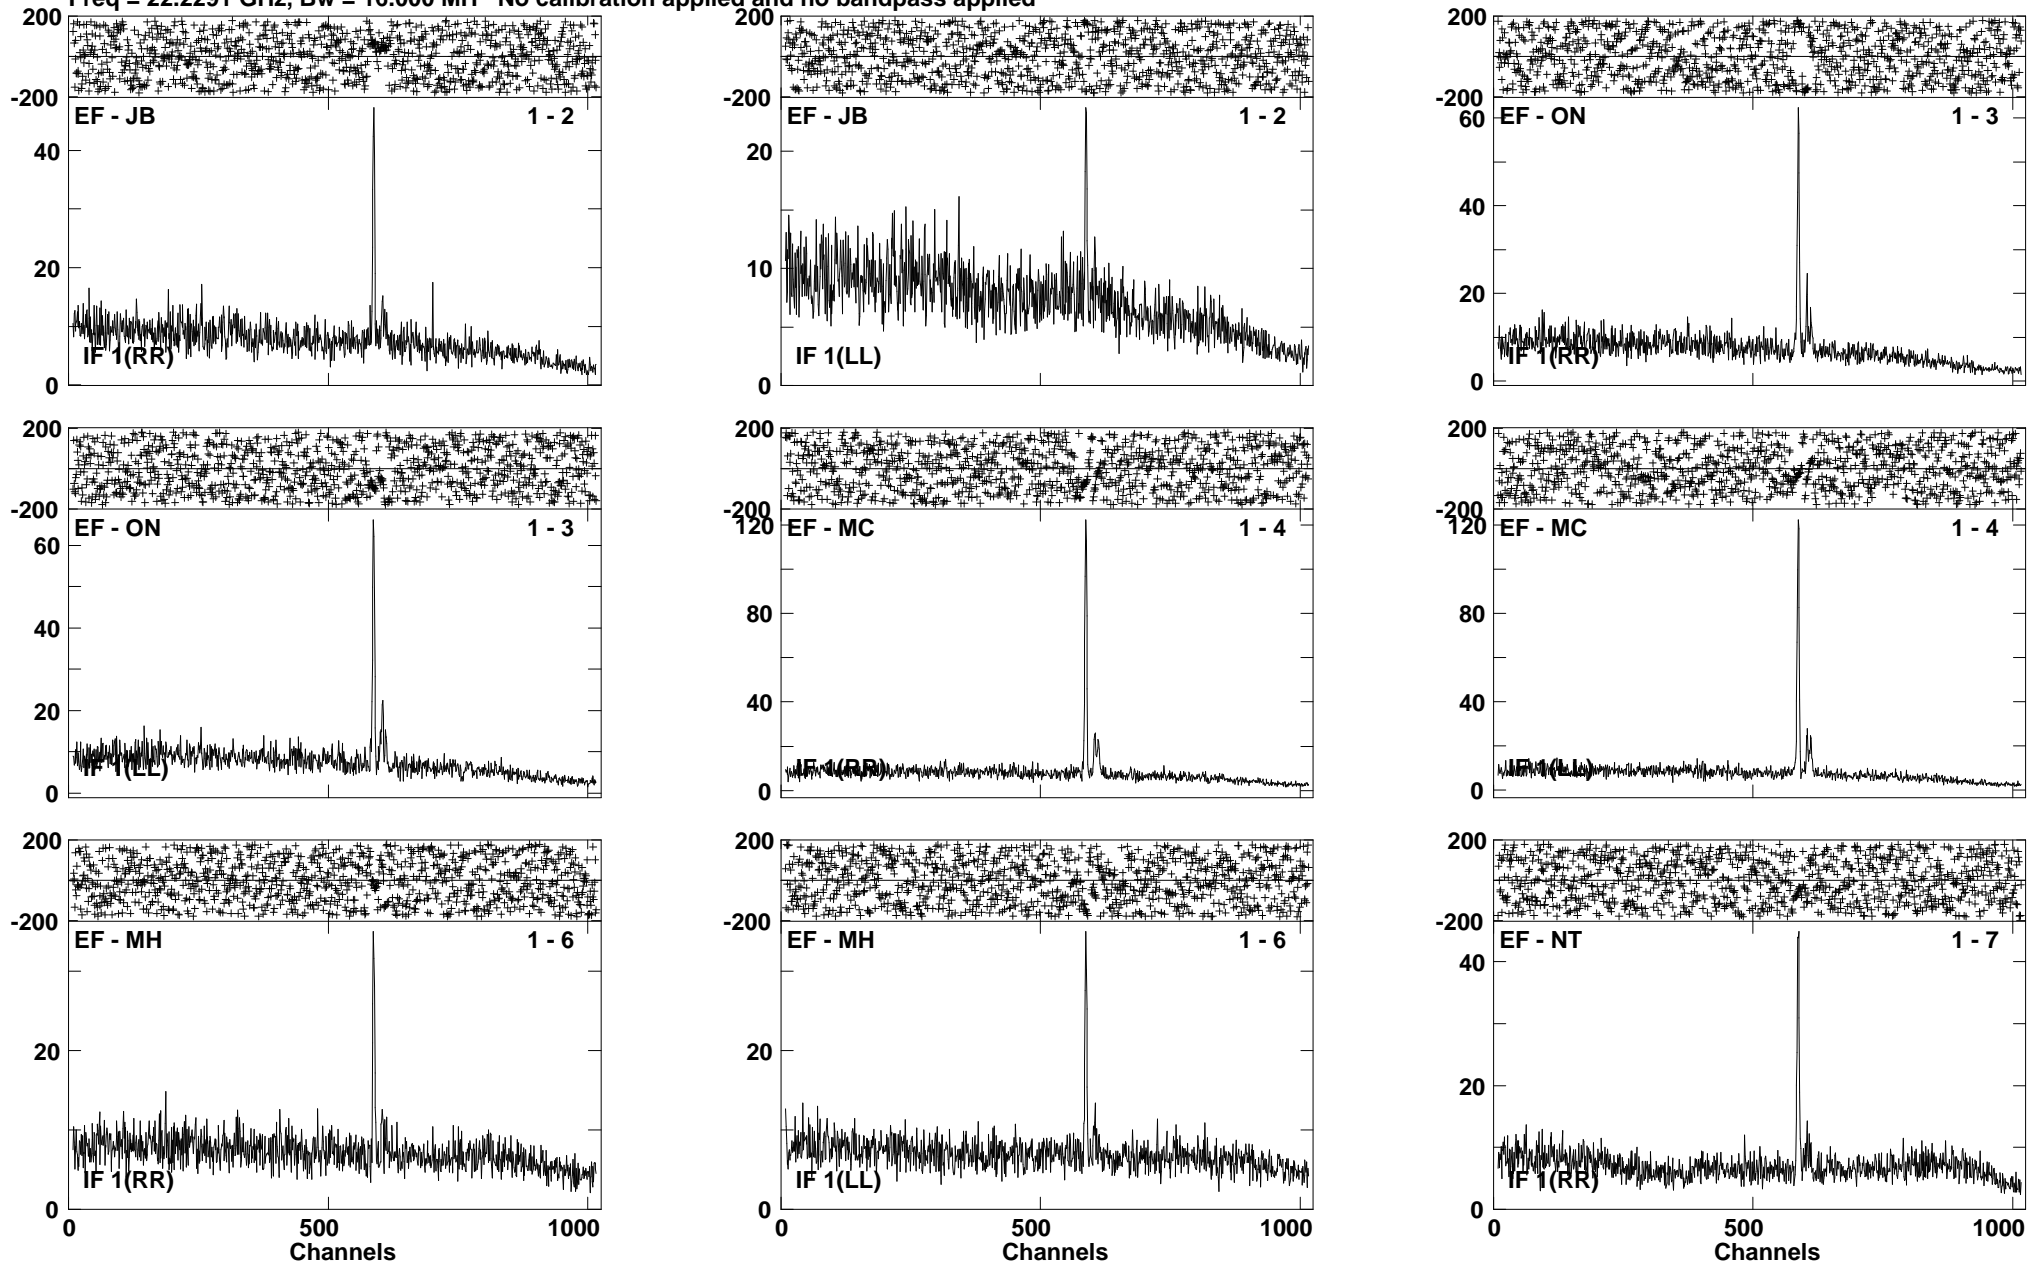 Freq = 22.2291 GHz, Bw = 16.000 MH No calibration applied and no bandpass applied
200 200 200
-200 -200 -200
EF - JB 1 - 2 EF - JB 1 - 2 EF - ON 1 - 3
60
40 20
40
20 10
20
IF 1(RR) IF 1(LL) IF 1(RR)
0 0 0
200 200 200
-200 -200 -200
EF - ON 1 - 3 EF - MC 1 - 4 EF - MC 1 - 4
120 120
60
80 80
40
40 40
20
IF 1(LL) IF 1(RR) IF 1(LL)
0 0 0
200 200 200
-200 -200 -200
EF - MH 1 - 6 EF - MH 1 - 6 EF - NT 1 - 7
40
20 20 20
IF 1(RR) IF 1(LL) IF 1(RR)
0 0 0
0 500 1000 0 500 1000 0 500 1000
Channels Channels Channels